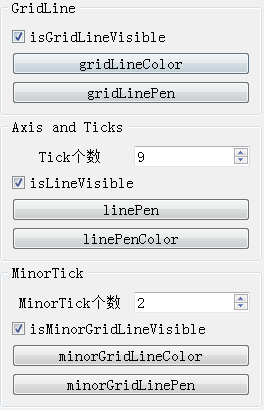 GridLine
isGridLineVisible
gridLineColor
gridLinePen
Axis and Ticks
Tick个数 9
isLineVisible
linePen
linePenColor
MinorTick
MinorTick个数 2
isMinorGridLineVisible
minorGridLineColor
minorGridLinePen